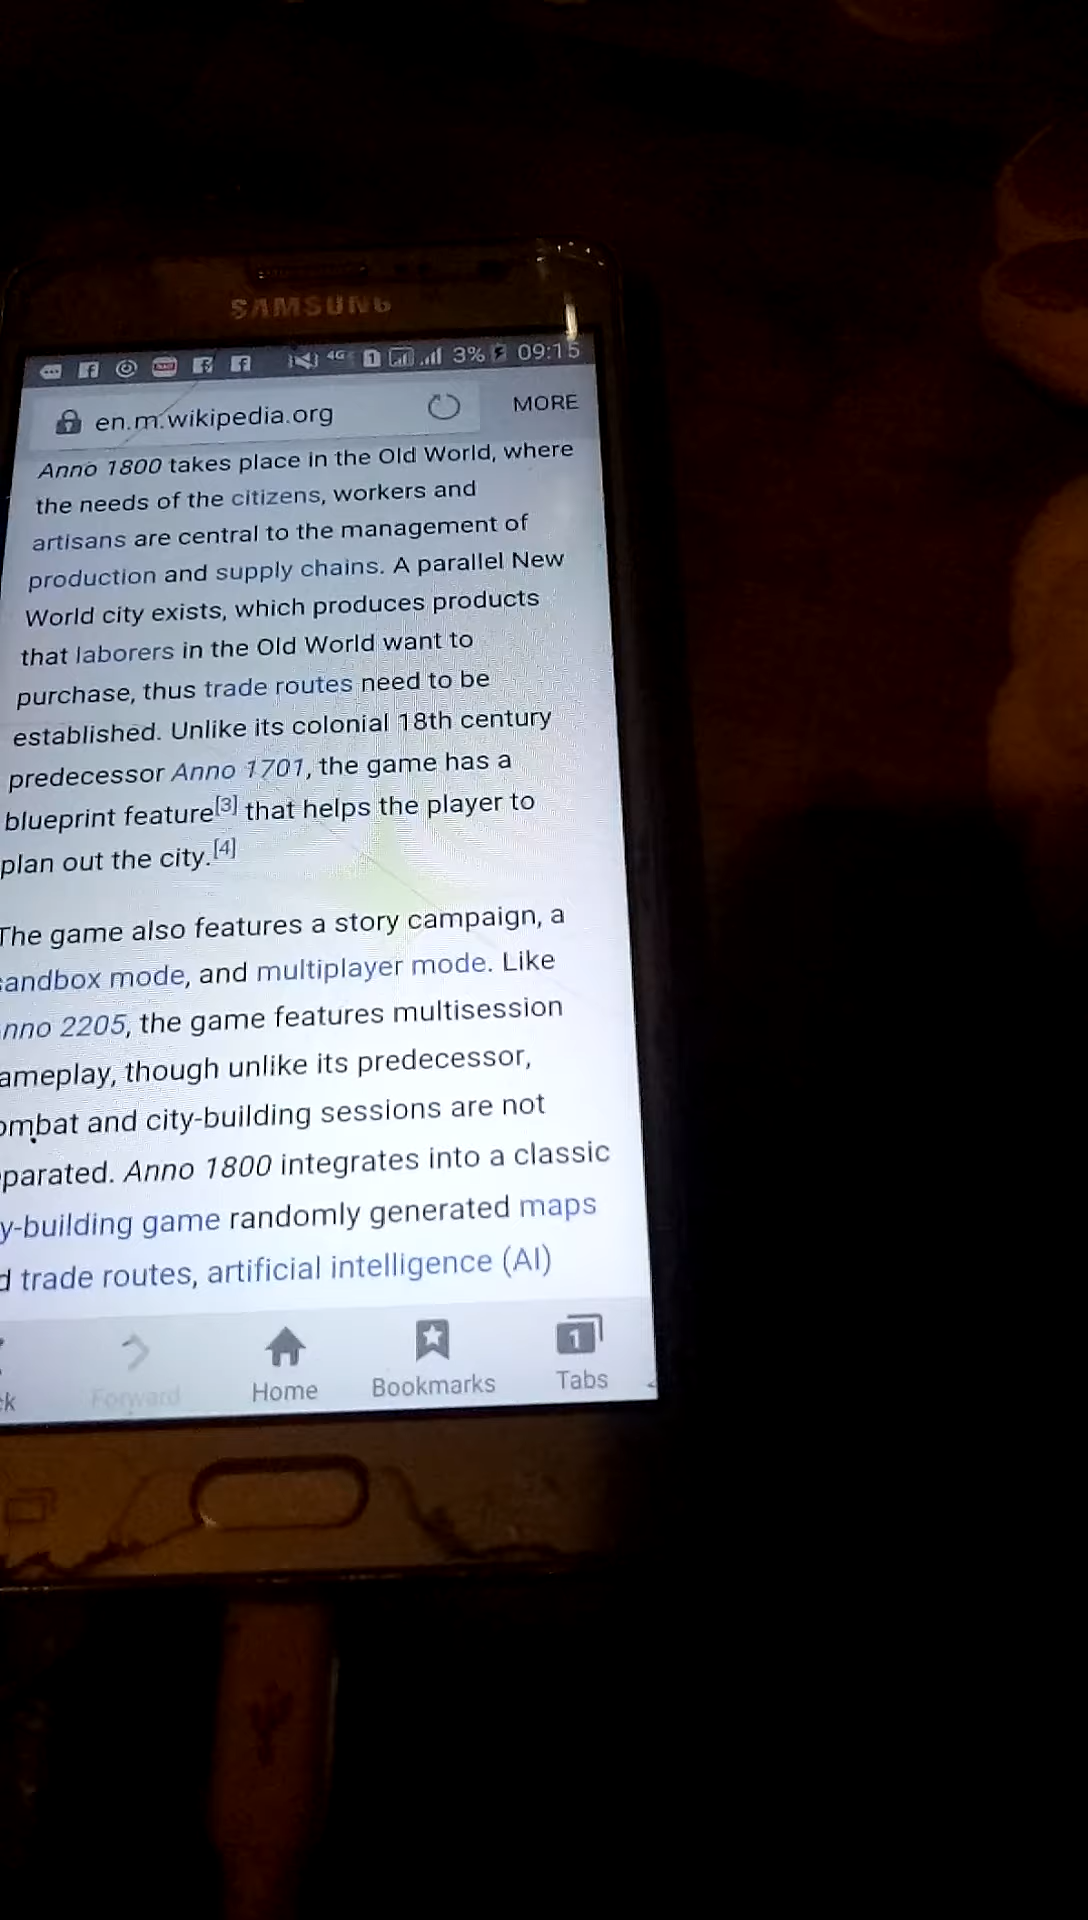 SAMSUNG
4G 1 3% 09:15
en.m.wikipedia.org MORE
Anno 1800 takes place in the Old World, where
the needs of the citizens, workers and
artisans are central to the management of
production and supply chains. A parallel New
World city exists, which produces products
that laborers in the Old World want to
purchase, thus trade routes need to be
established. Unlike its colonial 18th century
predecessor Anno 1701, the game has a
blueprint feature[3] that helps the player to
plan out the city.[4]
The game also features a story campaign, a
andbox mode, and multiplayer mode. Like
nno 2205, the game features multisession
ameplay, though unlike its predecessor,
ombat and city-building sessions are not
parated. Anno 1800 integrates into a classic
y-building game randomly generated maps
d trade routes, artificial intelligence (AI)
1
k Forward Home Bookmarks Tabs